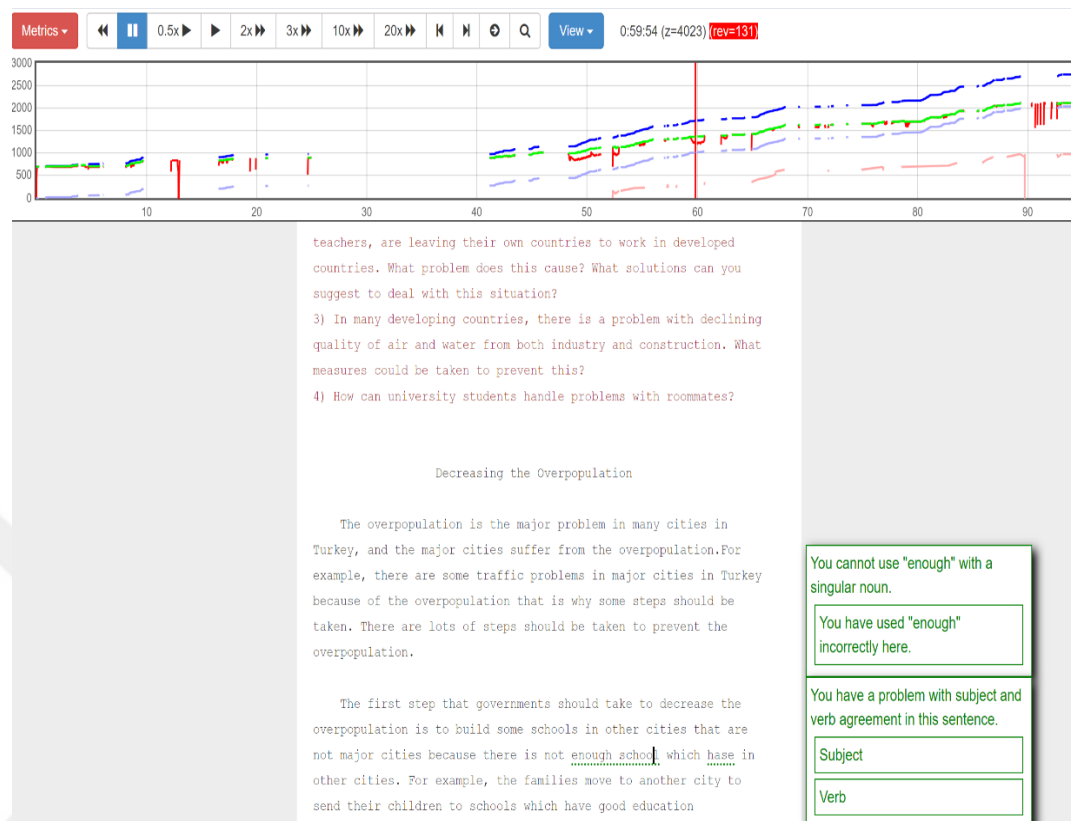 Metrics 0.5x 2x 3x 10x 20x View 0:59:54 (z=4023) (rev=131)
3000
2500
2000
1500
1000
500
0
10 20 30 40 50 60 70 80 90
teachers, are leaving their own countries to work in developed
countries. What problem does this cause? What solutions can you
suggest to deal with this situation?
3) In many developing countries, there is a problem with declining
quality of air and water from both industry and construction. What
measures could be taken to prevent this?
4) How can university students handle problems with roommates?
Decreasing the Overpopulation
The overpopulation is the major problem in many cities in
Turkey, and the major cities suffer from the overpopulation.For
example, there are some traffic problems in major cities in Turkey
because of the overpopulation that is why some steps should be
taken. There are lots of steps should be taken to prevent the
overpopulation.
The first step that governments should take to decrease the
overpopulation is to build some schools in other cities that are
not major cities because there is not enough school which hase in
other cities. For example, the families move to another city to
send their children to schools which have good education
You cannot use "enough" with a
singular noun.
You have used "enough"
incorrectly here.
You have a problem with subject and
verb agreement in this sentence.
Subject
Verb